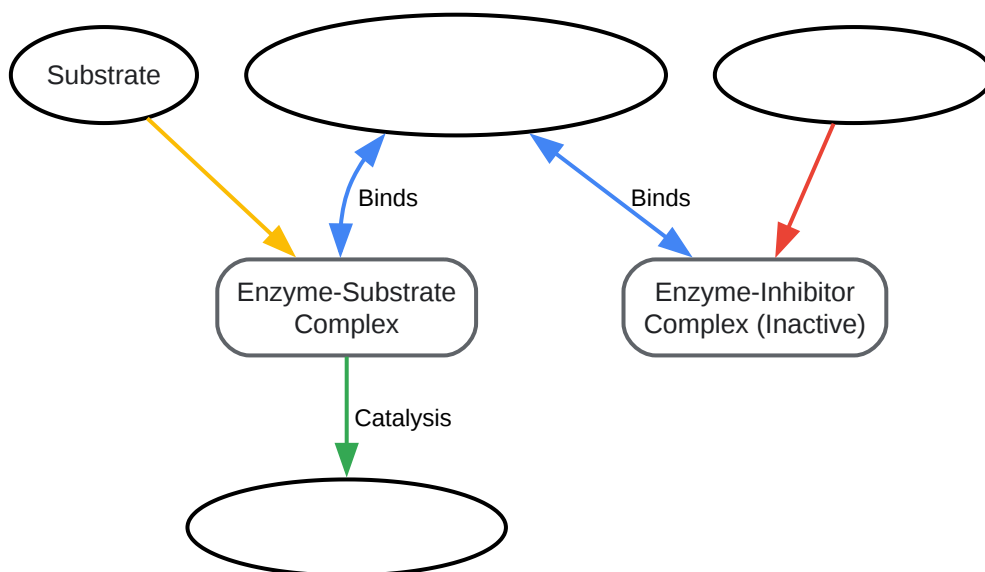 Substrate
Binds
Binds
Enzyme-Substrate
Complex
Enzyme-Inhibitor
Complex (Inactive)
Catalysis